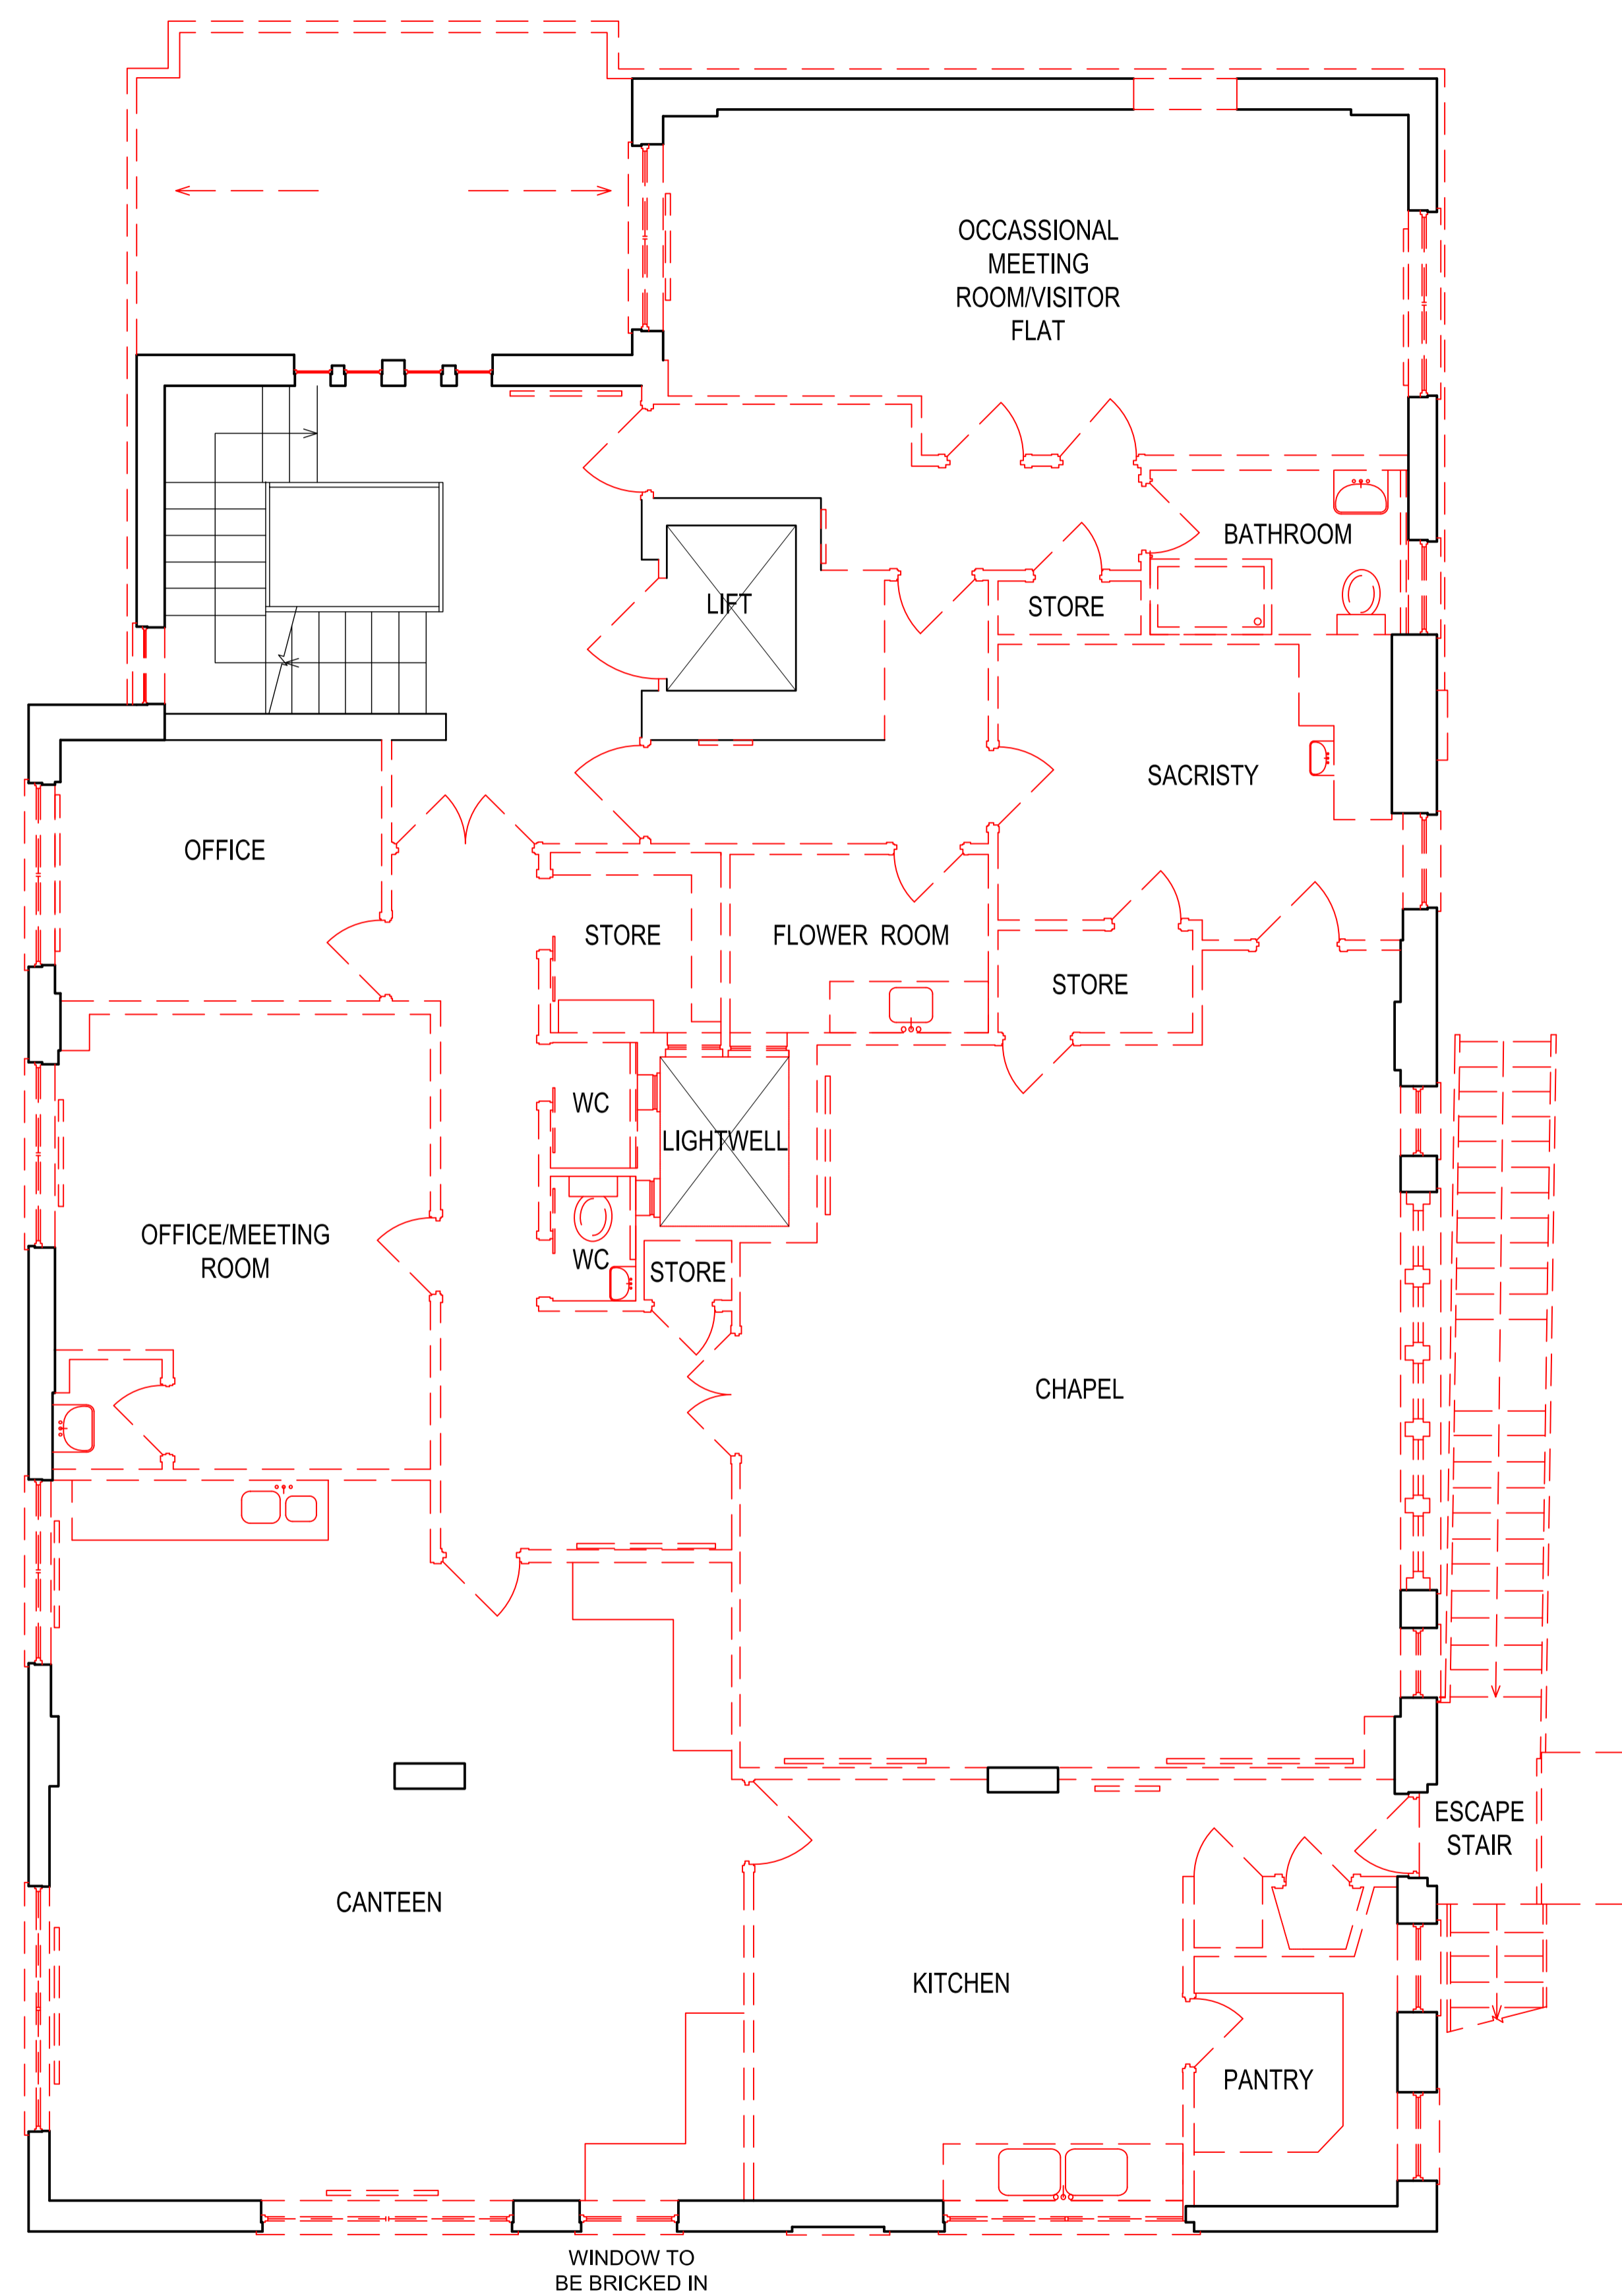 OCCASSIONAL
MEETING
ROOM/VISITOR
FLAT
BATHROOM
LIFT
STORE
SACRISTY
OFFICE
STORE
FLOWER ROOM
STORE
WC
LIGHTWELL
OFFICE/MEETING
ROOM
WC
STORE
CHAPEL
ESCAPE
STAIR
CANTEEN
KITCHEN
PANTRY
WINDOW TO
BE BRICKED IN